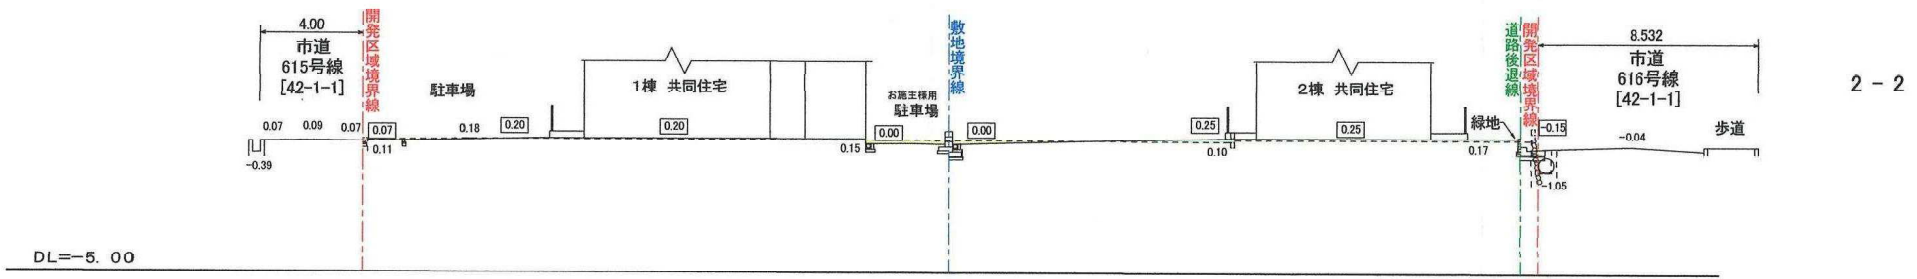 4.00
市道
615号線
[42-1-1]
開発区域境界線
駐車場
1棟 共同住宅
お施主様用
駐車場
敷地境界線
2棟 共同住宅
道路後退線
開発区域境界線
8.532
市道
616号線
[42-1-1]
2-2
緑地
歩道
0.07
0.09
0.07
0.07
0.18
0.20
0.20
0.00
0.00
0.25
0.25
-0.15
-0.04
-0.39
0.11
0.15
0.10
0.17
-1.05
DL=-5.00